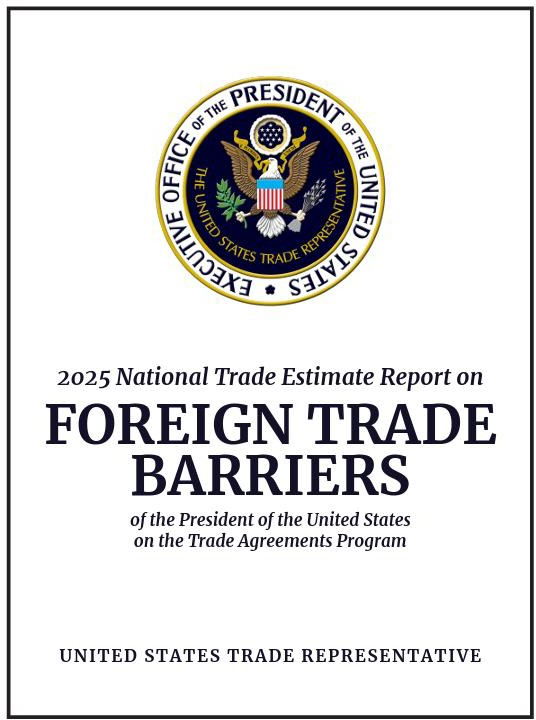 EXECUTIVE OFFICE OF THE PRESIDENT OF THE UNITED STATES
THE UNITED STATES TRADE REPRESENTATIVE
2025 National Trade Estimate Report on
FOREIGN TRADE
BARRIERS
of the President of the United States
on the Trade Agreements Program
UNITED STATES TRADE REPRESENTATIVE